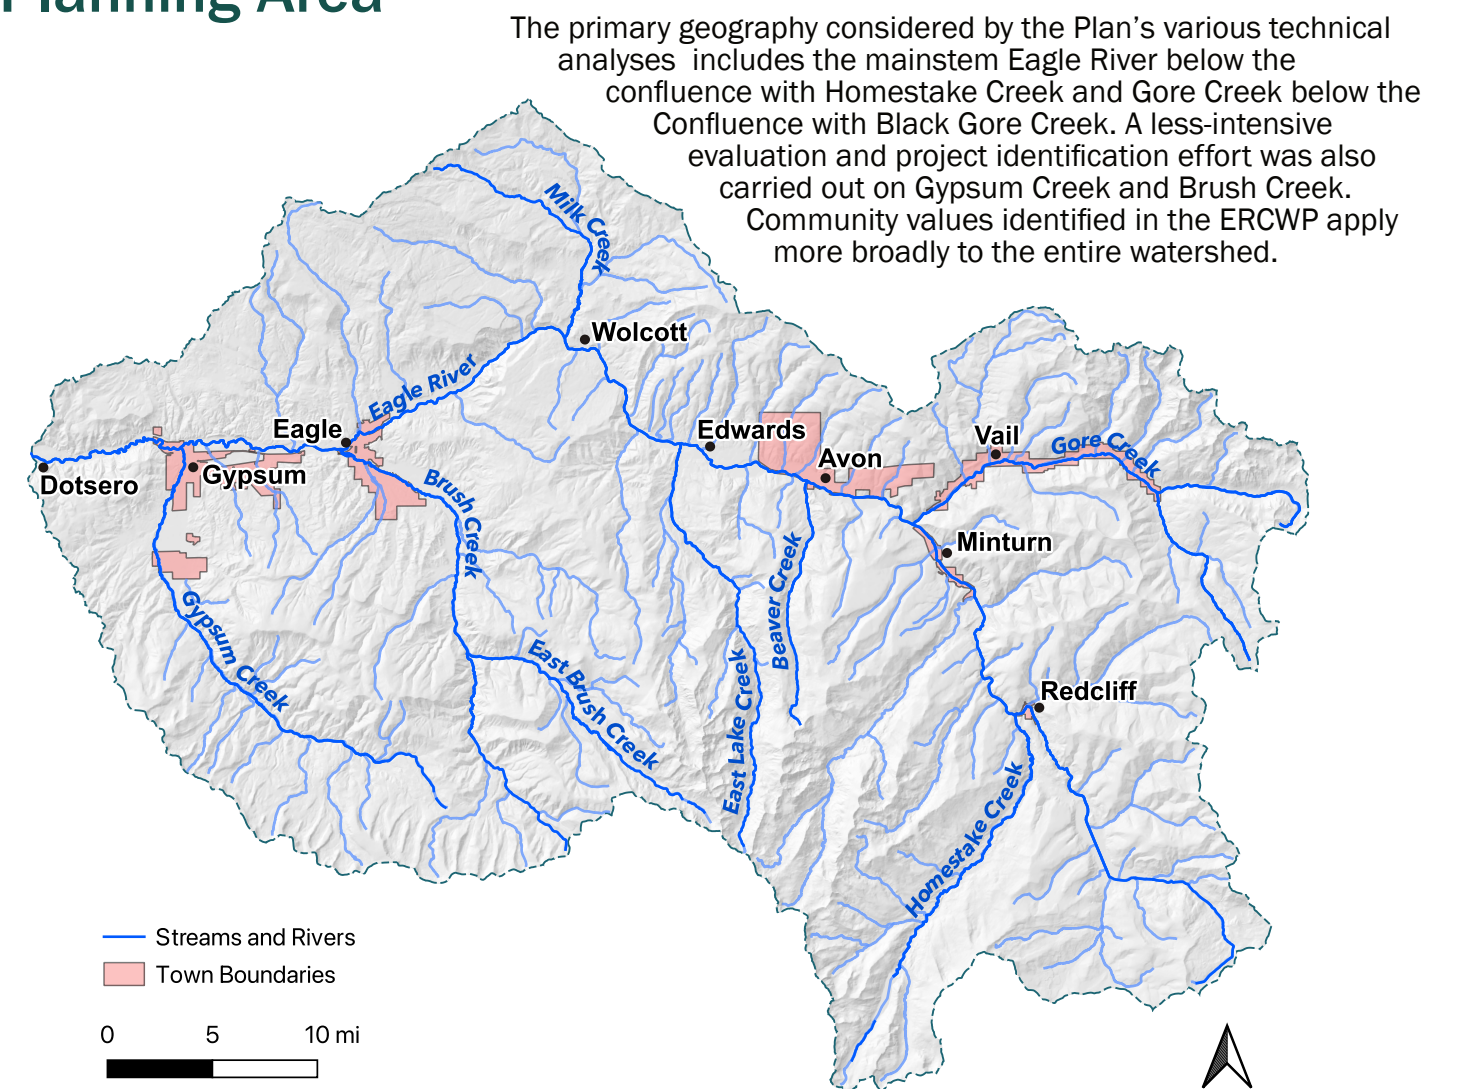 Planning Area
The primary geography considered by the Plan’s various technical
analyses includes the mainstem Eagle River below the
confluence with Homestake Creek and Gore Creek below the
Confluence with Black Gore Creek. A less-intensive
evaluation and project identification effort was also
carried out on Gypsum Creek and Brush Creek.
Community values identified in the ERCWP apply
more broadly to the entire watershed.
Milk Creek
Wolcott
Eagle River
Eagle
Edwards
Vail
Gore Creek
Avon
Dotsero
Gypsum
Brush Creek
Minturn
Beaver Creek
Gypsum Creek
East Brush Creek
East Lake Creek
Redcliff
Homestake Creek
Streams and Rivers
Town Boundaries
0 5 10 mi